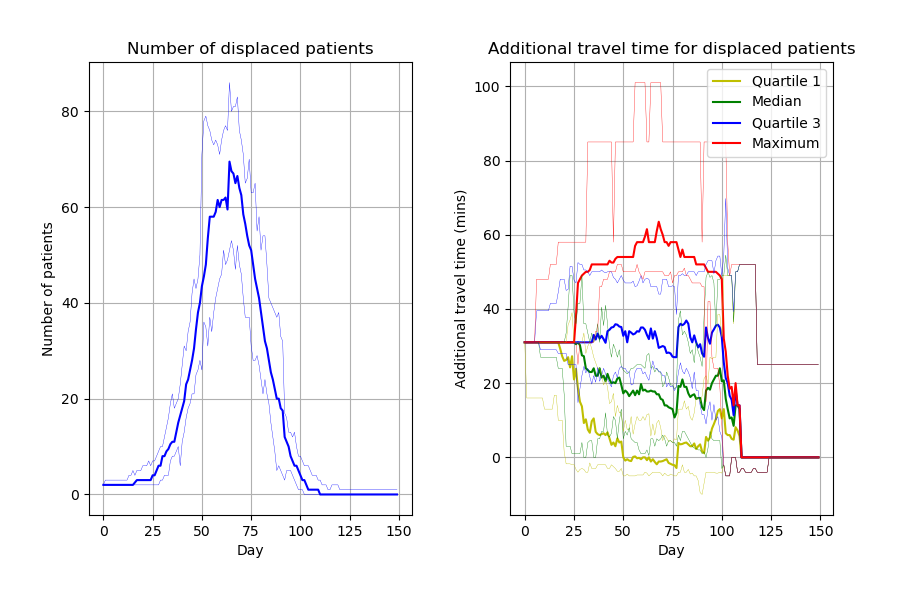 Number of displaced patients
Number of patients
80
60
40
20
0
0 25 50 75 100 125 150
Day
Additional travel time for displaced patients
Additional travel time (mins)
100
80
60
40
20
0
0 25 50 75 100 125 150
Day
Quartile 1
Median
Quartile 3
Maximum